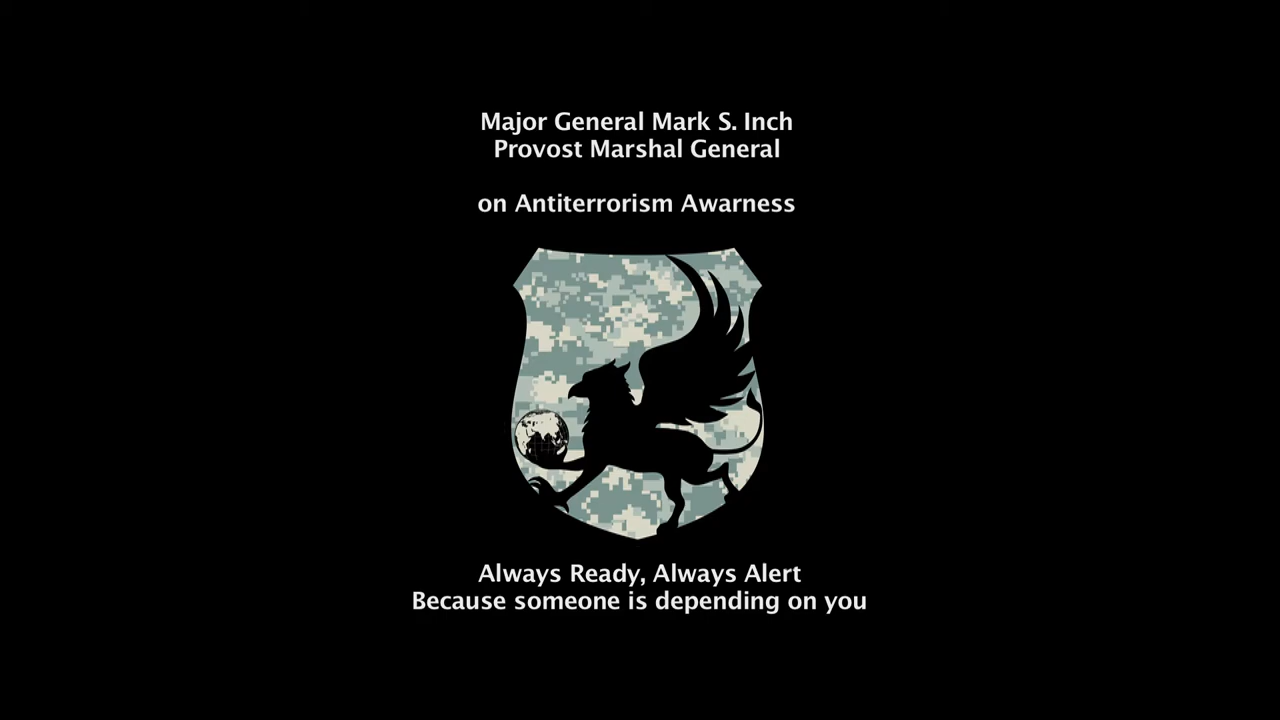 Major General Mark S. Inch
Provost Marshal General
on Antiterrorism Awarness
Always Ready, Always Alert
Because someone is depending on you